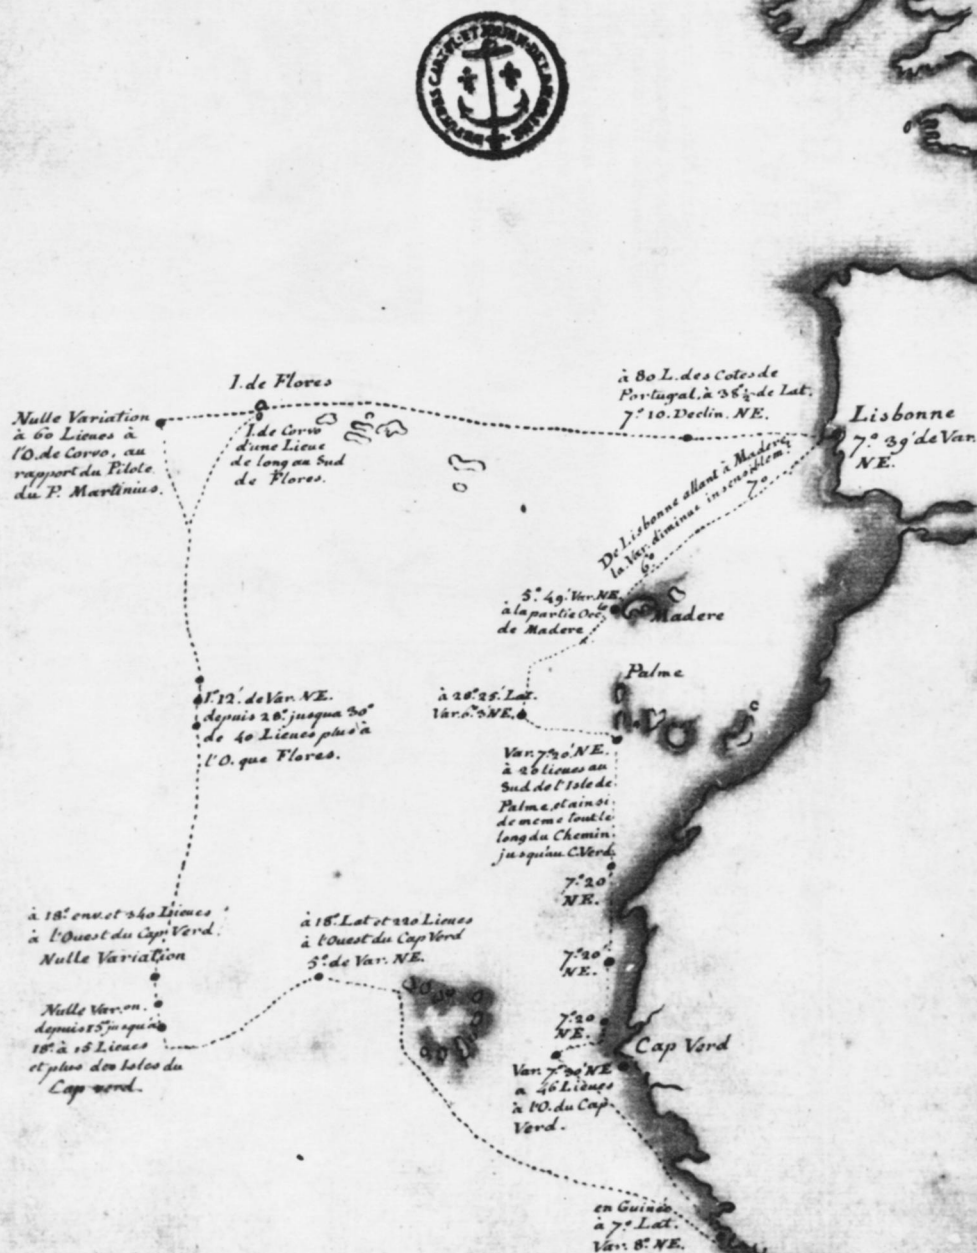 I. de Flores
à 80 L. des Cotes de
Portugal, à 38½ de Lat.
7°. 10. Declin. NE.
Nulle Variation
à 60 Lieues à
l'O. de Corvo, au
rapport du Pilote
du P. Martinius.
I. de Corvo
d'une Lieue
de long au Sud
de Flores.
Lisbonne
7°. 39' de Var.
NE.
De Lisbonne allant à Madere,
la Var. diminue insensiblem.t
7°
6°
5°. 49' Var. NE.
à la partie Occ.le
de Madere
Madere
Palme
à 28°. 25'. Lat.
Var. 6°. 3' NE.
1°. 12'. de Var. NE.
depuis 28°. jusqua 30°
de 40 Lieues plus à
l'O. que Flores.
Var. 7°. 20' NE.
à 20 lieues au
Sud de l'Isle de
Palme, et ainsi
de meme tout le
long du Chemin
jusqu'au C. Verd.
7°. 20
NE.
à 18°. env. et 340 Lieues
à l'Ouest du Cap Verd.
Nulle Variation
à 18°. Lat et 220 Lieues
à l'Ouest du Cap Verd
5°. de Var. NE.
7°. 20'
NE.
Nulle Var.on.
depuis 15° jusqua
18°. à 15 Lieues
et plus des Isles du
Cap verd.
7°. 20
NE.
Cap Verd
Var. 7°. 30' NE
a 46 Lieues
à l'O. du Cap
Verd.
en Guinée
à 7°. Lat.
Var. 8°. NE.